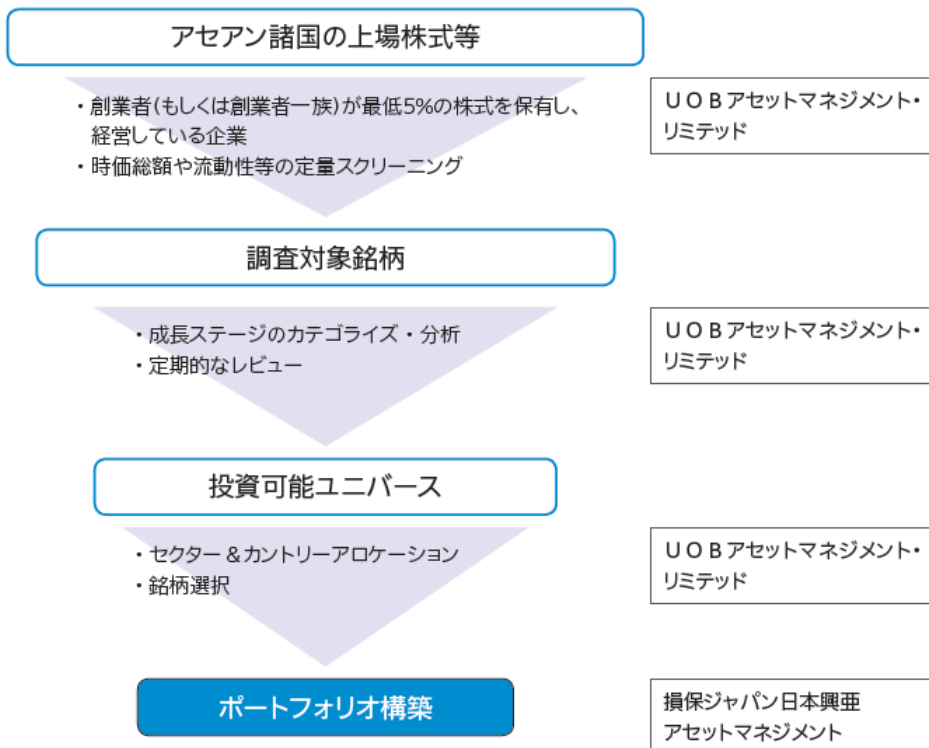 アセアン諸国の上場株式等
・創業者(もしくは創業者一族)が最低5%の株式を保有し、
経営している企業
・時価総額や流動性等の定量スクリーニング
UOBアセットマネジメント・
リミテッド
調査対象銘柄
・成長ステージのカテゴライズ・分析
・定期的なレビュー
UOBアセットマネジメント・
リミテッド
投資可能ユニバース
・セクター&カントリーアロケーション
・銘柄選択
UOBアセットマネジメント・
リミテッド
ポートフォリオ構築
損保ジャパン日本興亜
アセットマネジメント